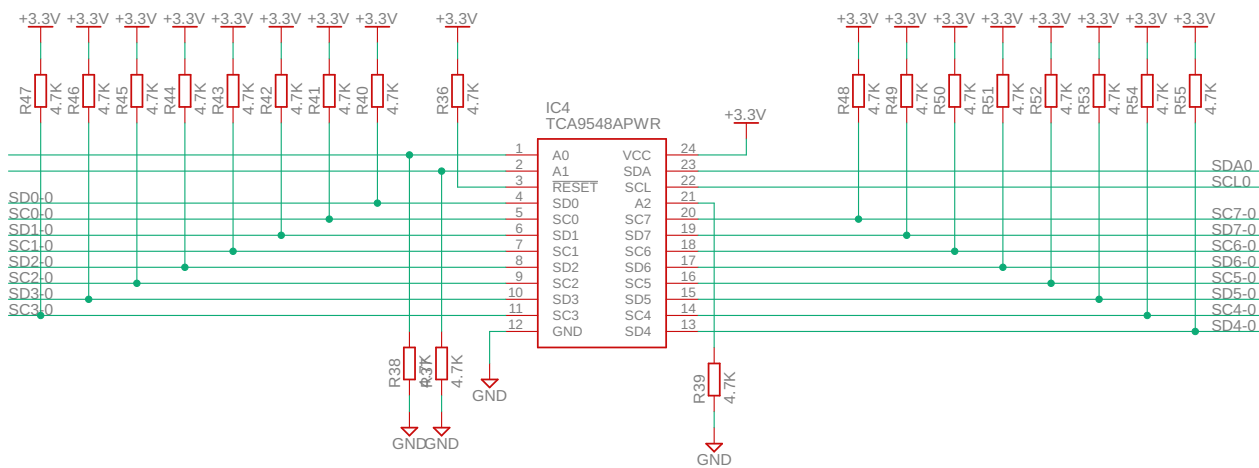 +3.3V +3.3V +3.3V +3.3V +3.3V +3.3V +3.3V +3.3V +3.3V
R47 4.7K R46 4.7K R45 4.7K R44 4.7K R43 4.7K R42 4.7K R41 4.7K R40 4.7K R36 4.7K
+3.3V +3.3V +3.3V +3.3V +3.3V +3.3V +3.3V +3.3V
R48 4.7K R49 4.7K R50 4.7K R51 4.7K R52 4.7K R53 4.7K R54 4.7K R55 4.7K
IC4
TCA9548APWR
+3.3V
1 A0 VCC 24
2 A1 SDA 23 SDA0
3 RESET SCL 22 SCL0
SD0-0 4 SD0 A2 21
SC0-0 5 SC0 SC7 20 SC7-0
SD1-0 6 SD1 SD7 19 SD7-0
SC1-0 7 SC1 SC6 18 SC6-0
SD2-0 8 SD2 SD6 17 SD6-0
SC2-0 9 SC2 SC5 16 SC5-0
SD3-0 10 SD3 SD5 15 SD5-0
SC3-0 11 SC3 SC4 14 SC4-0
12 GND SD4 13 SD4-0
R38 4.7K R37 4.7K
R39 4.7K
GND
GND GND
GND